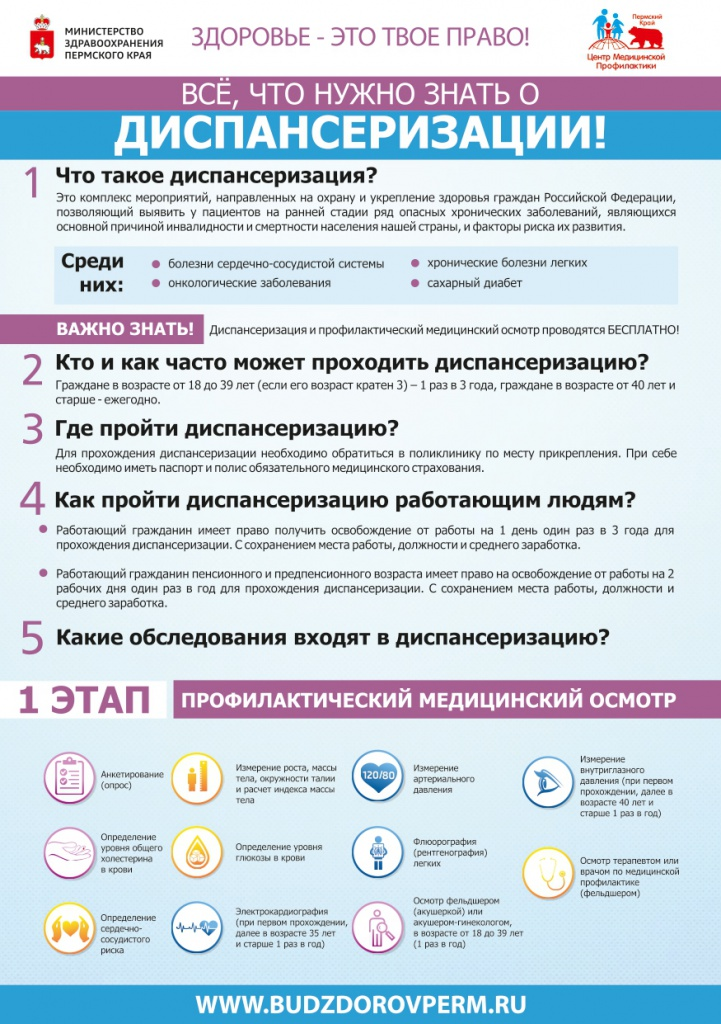 МИНИСТЕРСТВО
ЗДРАВООХРАНЕНИЯ
ПЕРМСКОГО КРАЯ
ЗДОРОВЬЕ - ЭТО ТВОЕ ПРАВО!
Пермский
Край
Центр Медицинской
Профилактики
ВСЁ, ЧТО НУЖНО ЗНАТЬ О
ДИСПАНСЕРИЗАЦИИ!
1 Что такое диспансеризация?
Это комплекс мероприятий, направленных на охрану и укрепление здоровья граждан Российской Федерации,
позволяющий выявить у пациентов на ранней стадии ряд опасных хронических заболеваний, являющихся
основной причиной инвалидности и смертности населения нашей страны, и факторы риска их развития.
Среди
них:
• болезни сердечно-сосудистой системы
• онкологические заболевания
• хронические болезни легких
• сахарный диабет
ВАЖНО ЗНАТЬ! Диспансеризация и профилактический медицинский осмотр проводятся БЕСПЛАТНО!
2 Кто и как часто может проходить диспансеризацию?
Граждане в возрасте от 18 до 39 лет (если его возраст кратен 3) – 1 раз в 3 года, граждане в возрасте от 40 лет и
старше - ежегодно.
3 Где пройти диспансеризацию?
Для прохождения диспансеризации необходимо обратиться в поликлинику по месту прикрепления. При себе
необходимо иметь паспорт и полис обязательного медицинского страхования.
4 Как пройти диспансеризацию работающим людям?
• Работающий гражданин имеет право получить освобождение от работы на 1 день один раз в 3 года для
прохождения диспансеризации. С сохранением места работы, должности и среднего заработка.
• Работающий гражданин пенсионного и предпенсионного возраста имеет право на освобождение от работы на 2
рабочих дня один раз в год для прохождения диспансеризации. С сохранением места работы, должности и
среднего заработка.
5 Какие обследования входят в диспансеризацию?
1 ЭТАП ПРОФИЛАКТИЧЕСКИЙ МЕДИЦИНСКИЙ ОСМОТР
Анкетирование
(опрос)
Измерение роста, массы
тела, окружности талии
и расчет индекса массы
тела
120/80
Измерение
артериального
давления
Измерение
внутриглазного
давления (при первом
прохождении, далее в
возрасте 40 лет и
старше 1 раз в год)
Определение
уровня общего
холестерина
в крови
Определение уровня
глюкозы в крови
Флюорография
(рентгенография)
легких
Осмотр терапевтом или
врачом по медицинской
профилактике
(фельдшером)
Определение
сердечно-
сосудистого
риска
Электрокардиография
(при первом прохождении,
далее в возрасте 35 лет
и старше 1 раз в год)
Осмотр фельдшером
(акушеркой) или
акушером-гинекологом,
в возрасте от 18 до 39 лет
(1 раз в год)
WWW.BUDZDOROVPERM.RU